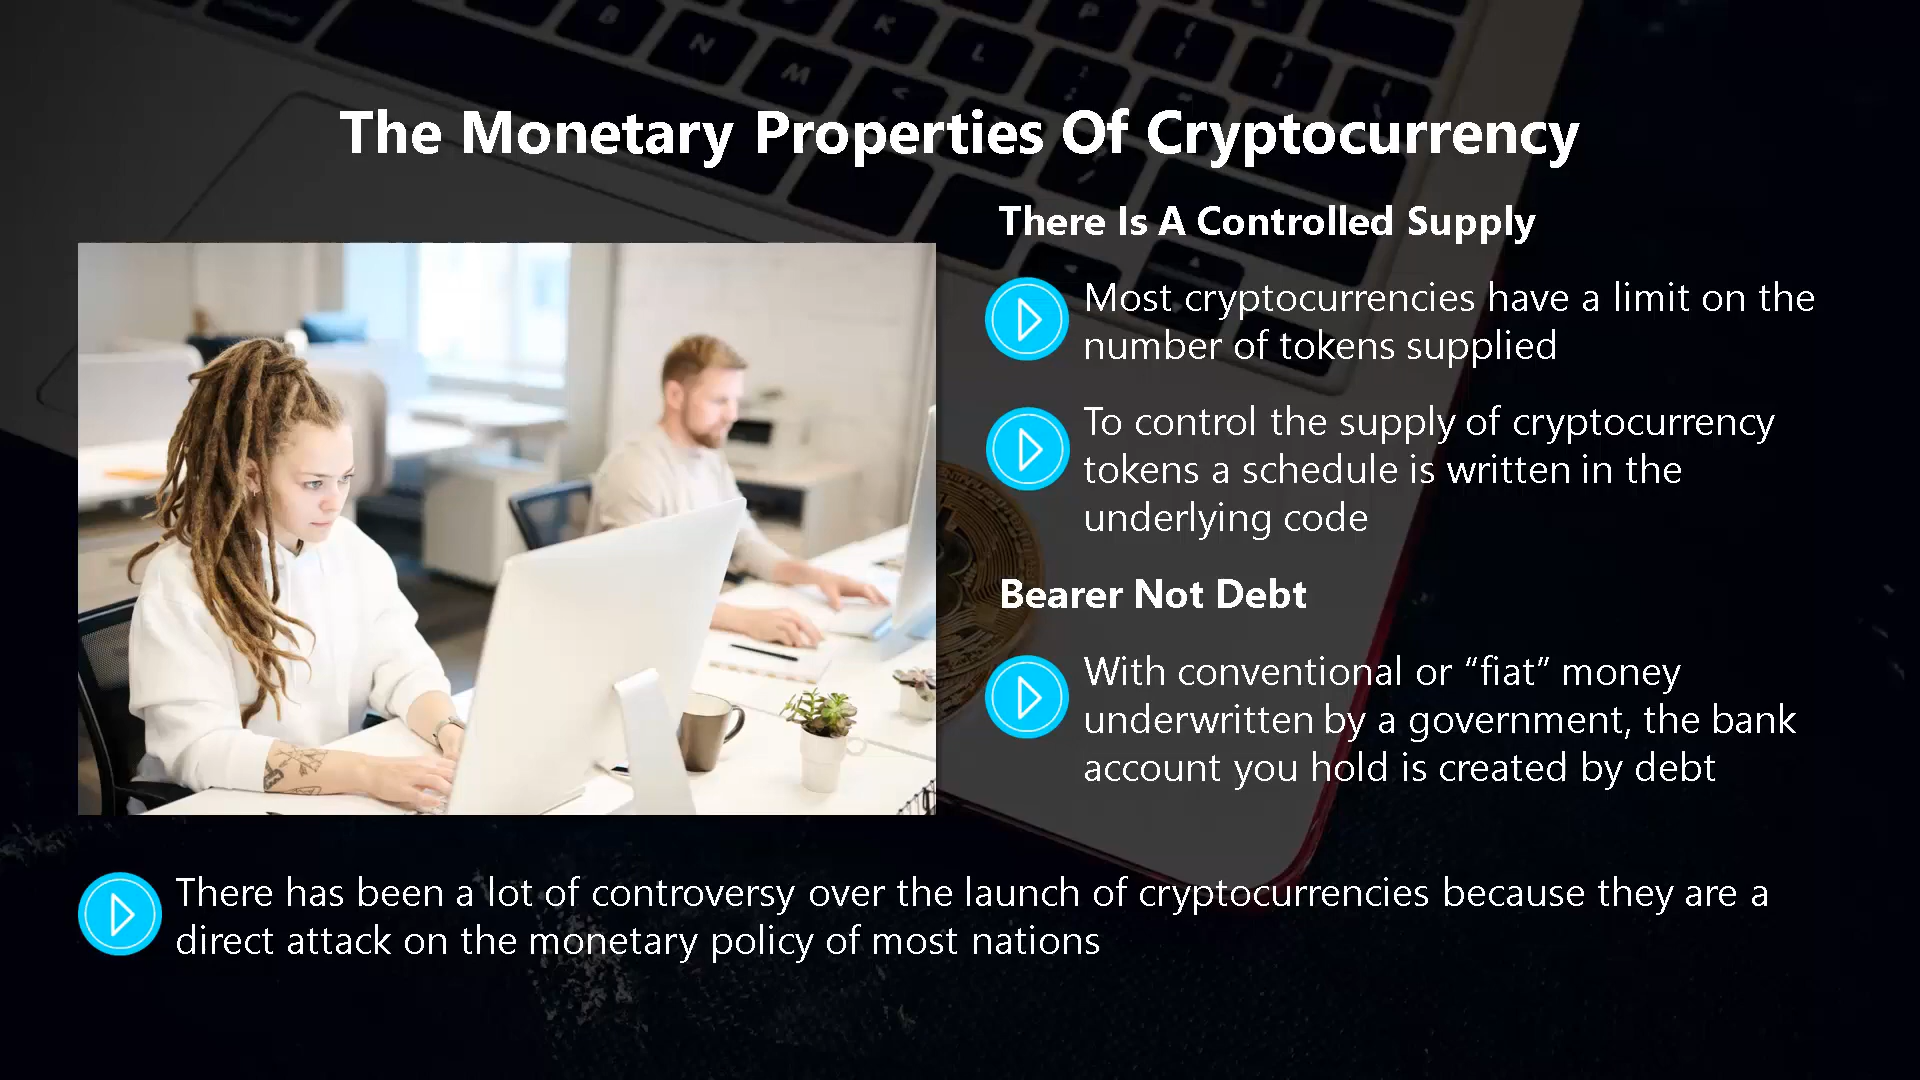 The Monetary Properties Of Cryptocurrency
There Is A Controlled Supply
Most cryptocurrencies have a limit on the
number of tokens supplied
To control the supply of cryptocurrency
tokens a schedule is written in the
underlying code
Bearer Not Debt
With conventional or “fiat” money
underwritten by a government, the bank
account you hold is created by debt
There has been a lot of controversy over the launch of cryptocurrencies because they are a
direct attack on the monetary policy of most nations